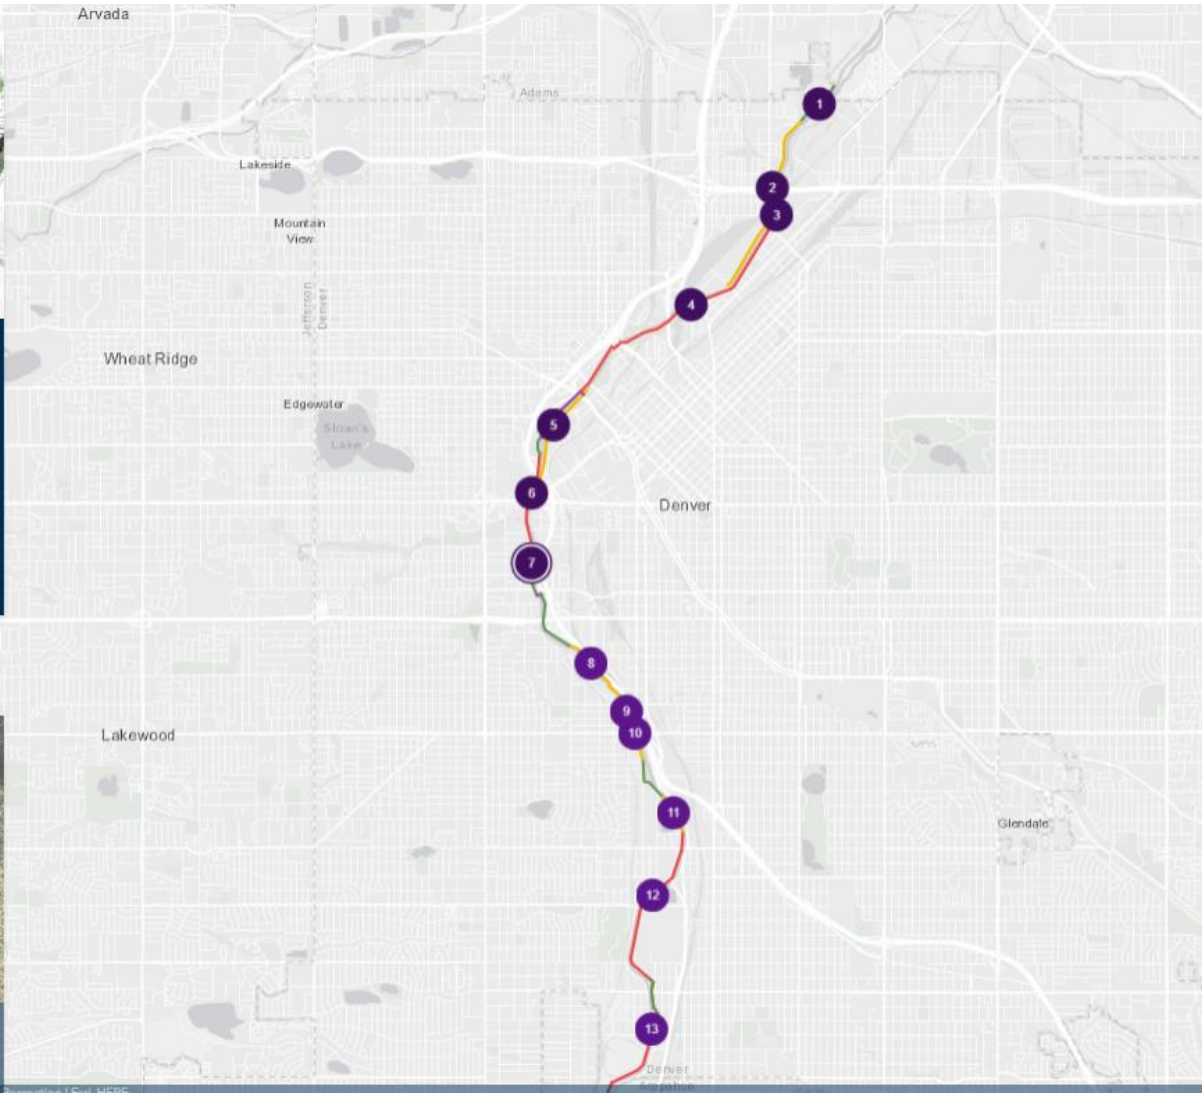 Arvada
Adams
1
Lakeside
2
3
Mountain
View
Jefferson
Denver
4
Wheat Ridge
Edgewater
5
Sloan's
Lake
6
Denver
7
8
9
Lakewood
10
11
Glendale
12
13
Denver
Arapahoe